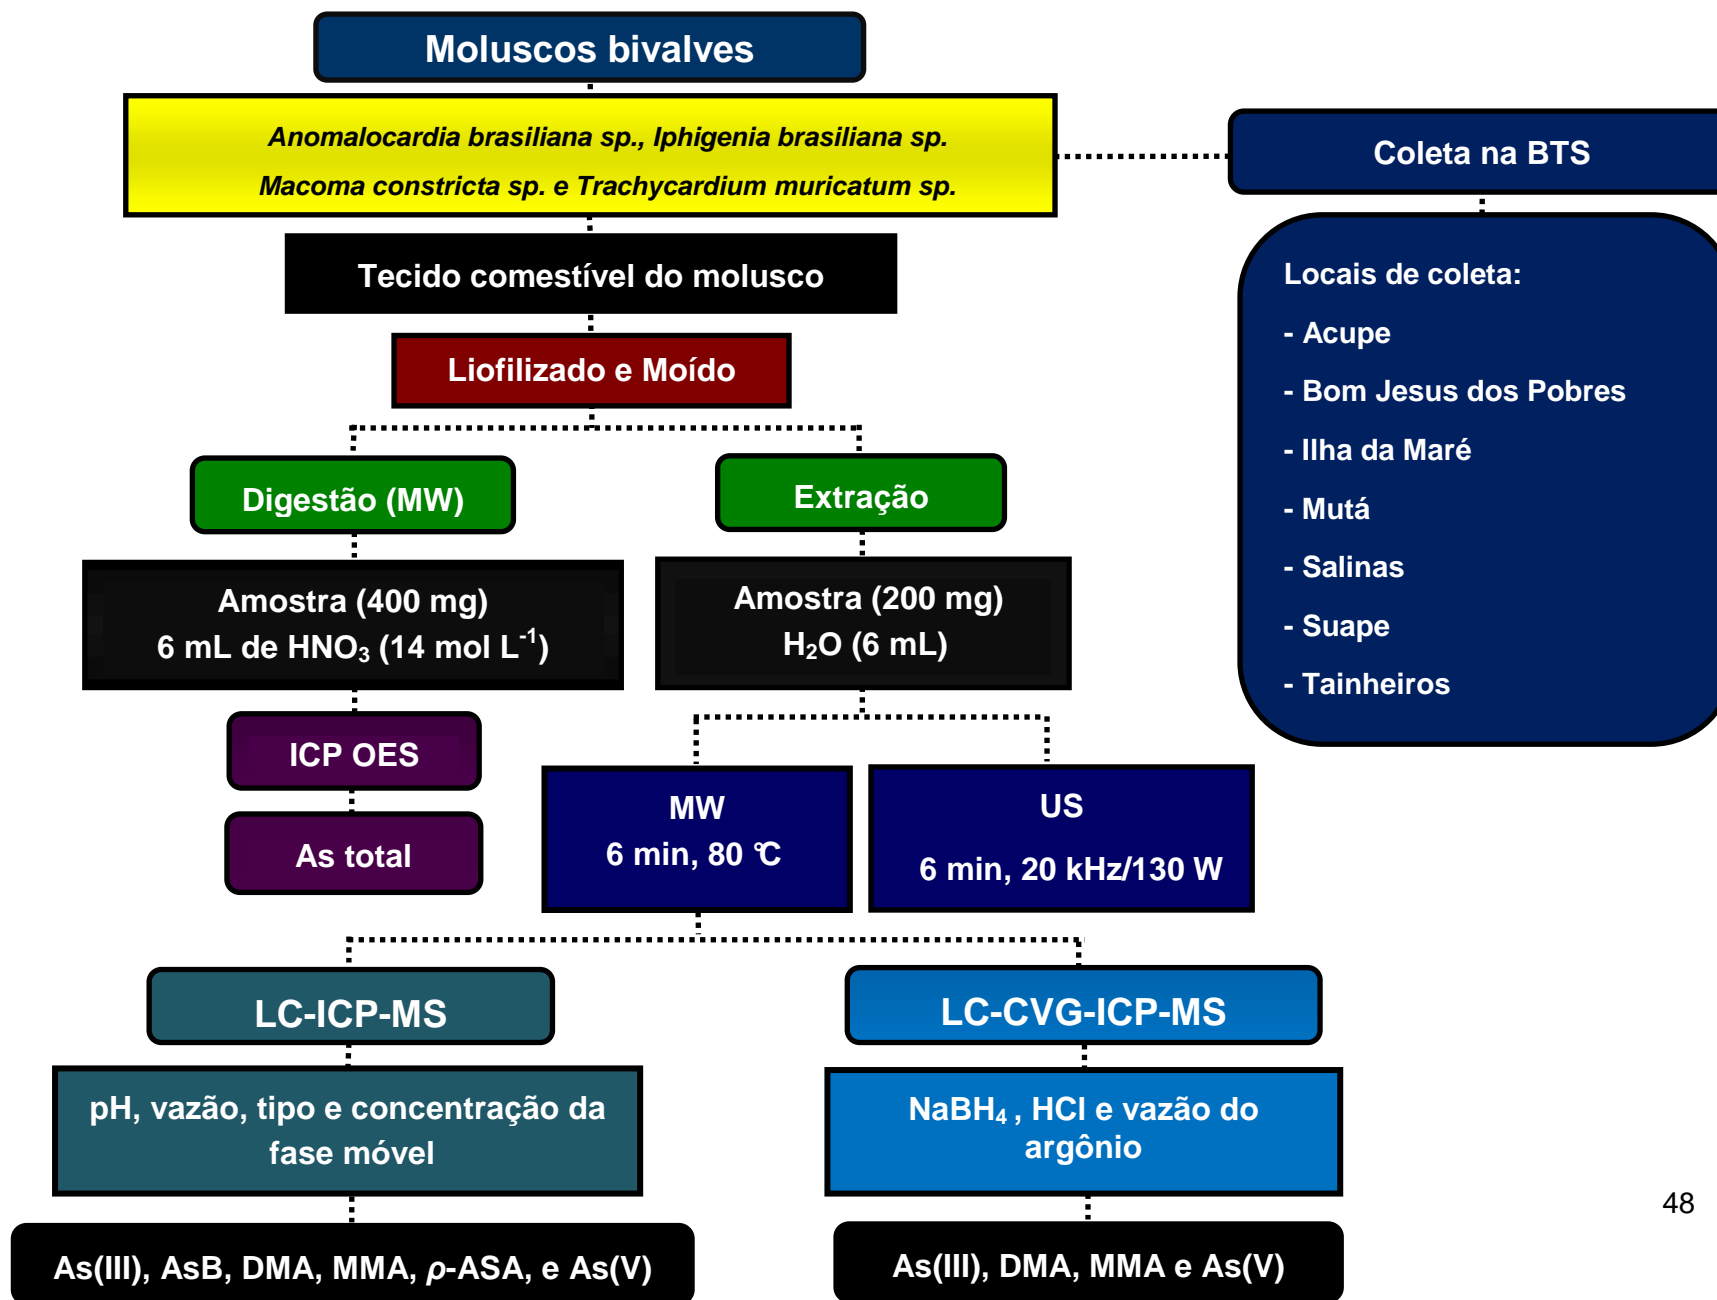 Moluscos bivalves
Anomalocardia brasiliana sp., Iphigenia brasiliana sp.
Macoma constricta sp. e Trachycardium muricatum sp.
Coleta na BTS
Locais de coleta:
- Acupe
- Bom Jesus dos Pobres
- Ilha da Maré
- Mutá
- Salinas
- Suape
- Tainheiros
Tecido comestível do molusco
Liofilizado e Moído
Digestão (MW)
Extração
Amostra (400 mg)
6 mL de HNO₃ (14 mol L⁻¹)
Amostra (200 mg)
H₂O (6 mL)
ICP OES
As total
MW
6 min, 80 °C
US
6 min, 20 kHz/130 W
LC-ICP-MS
LC-CVG-ICP-MS
pH, vazão, tipo e concentração da
fase móvel
NaBH₄ , HCl e vazão do
argônio
As(III), AsB, DMA, MMA, ρ-ASA, e As(V)
As(III), DMA, MMA e As(V)
48